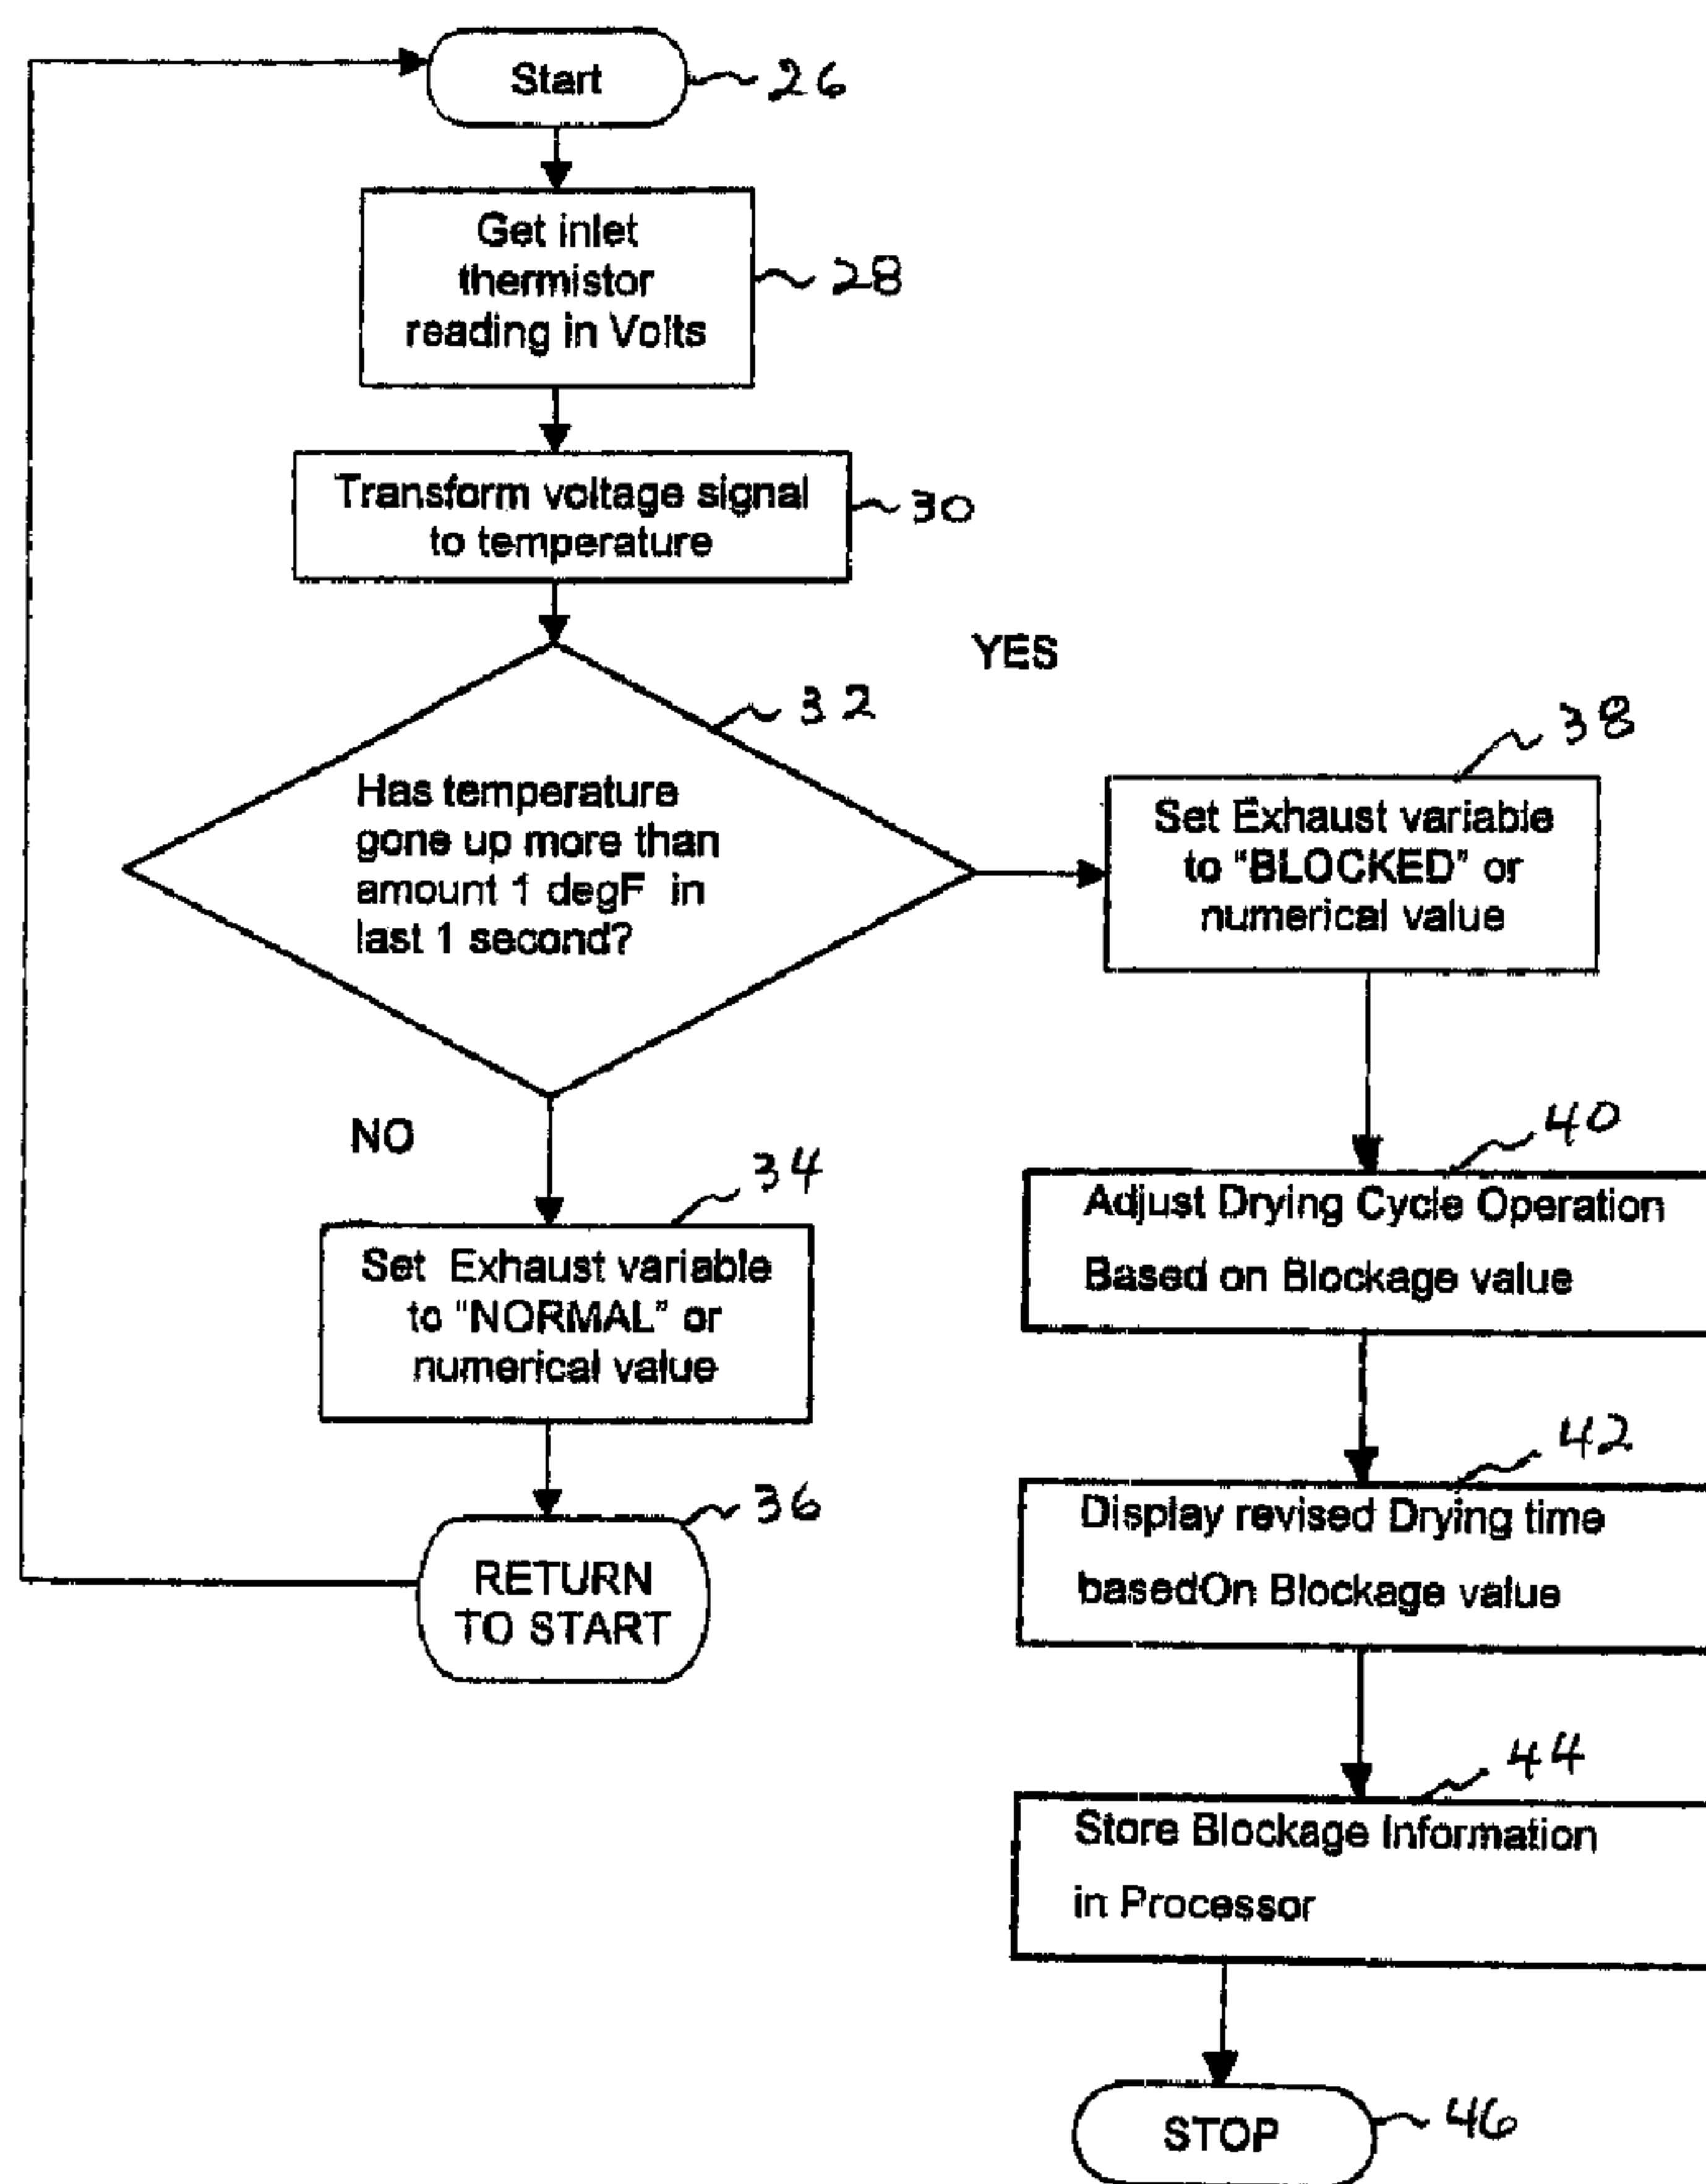 Start
26
Get inlet
thermistor
reading in Volts
28
Transform voltage signal
to temperature
30
YES
32
Has temperature
gone up more than
amount 1 degF in
last 1 second?
38
Set Exhaust variable
to "BLOCKED" or
numerical value
NO
34
Set Exhaust variable
to "NORMAL" or
numerical value
36
RETURN
TO START
40
Adjust Drying Cycle Operation
Based on Blockage value
42
Display revised Drying time
basedOn Blockage value
44
Store Blockage Information
in Processor
STOP
46